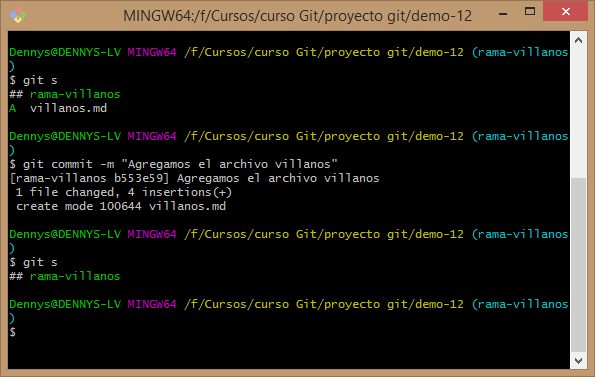 MINGW64:/f/Cursos/curso Git/proyecto git/demo-12
Dennys@DENNYS-LV MINGW64 /f/Cursos/curso Git/proyecto git/demo-12 (rama-villanos
)
$ git s
## rama-villanos
A  villanos.md
Dennys@DENNYS-LV MINGW64 /f/Cursos/curso Git/proyecto git/demo-12 (rama-villanos
)
$ git commit -m "Agregamos el archivo villanos"
[rama-villanos b553e59] Agregamos el archivo villanos
 1 file changed, 4 insertions(+)
 create mode 100644 villanos.md
Dennys@DENNYS-LV MINGW64 /f/Cursos/curso Git/proyecto git/demo-12 (rama-villanos
)
$ git s
## rama-villanos
Dennys@DENNYS-LV MINGW64 /f/Cursos/curso Git/proyecto git/demo-12 (rama-villanos
)
$